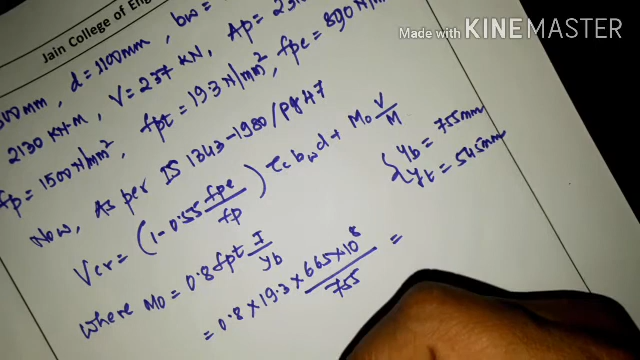 Jain College of Eng
Made with KINEMASTER
mm, d=1100mm, bw=
2130 KN-M, V=237 KN, Ap=
fp=1500 N/mm², fpt=19.3 N/mm², fpe=890 N/m
Now, As per IS 1343-1980/pg 47
Vcr = (1-0.55 fpe/fp) τc bw d + Mo V/M
{ yb = 755mm
yt = 545mm
Where Mo = 0.8 fpt I/yb
= 0.8 × 19.3 × 665×10⁸/755 =